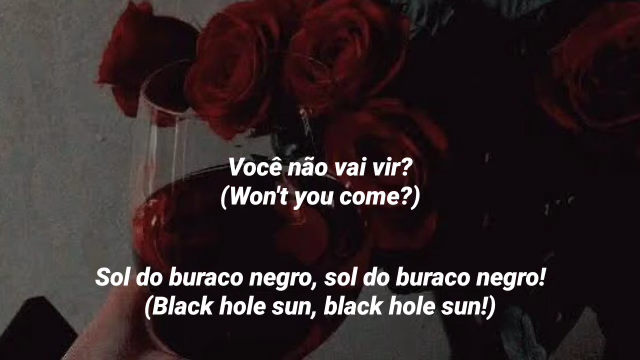 Você não vai vir?
(Won't you come?)
Sol do buraco negro, sol do buraco negro!
(Black hole sun, black hole sun!)